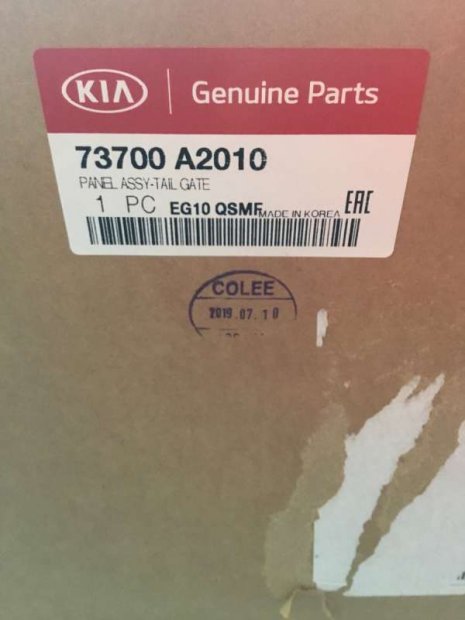 KIA Genuine Parts
73700 A2010
PANEL ASSY-TAIL GATE
1 PC EG10 QSMF MADE IN KOREA EAC
COLEE
2019.07.10